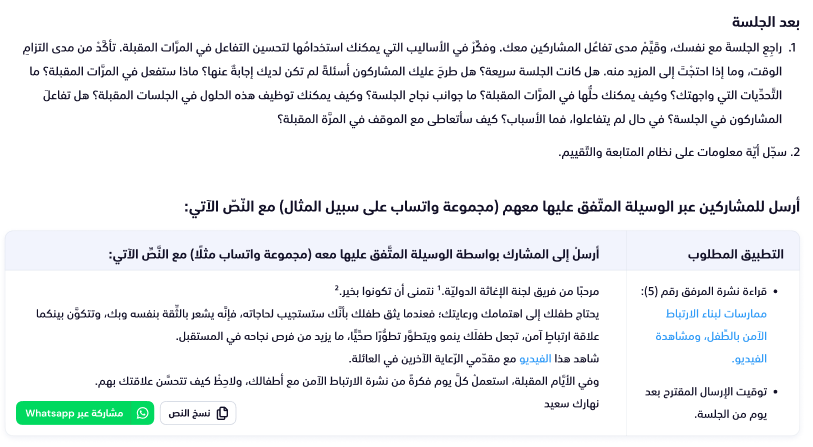 بعد الجلسة
1. راجِعِ الجلسةَ مع نفسك، وقَيِّمْ مدى تفاعُل المشاركين معك. وفكِّرْ في الأساليب التي يمكنك استخدامُها لتحسين التفاعل في المرَّات المقبلة. تأكَّدْ من مدى التزام
الوقت، وما إذا احتجْتَ إلى المزيد منه. هل كانت الجلسة سريعة؟ هل طرحَ عليك المشاركون أسئلةً لم تكن لديك إجابةٌ عنها؟ ماذا ستفعل في المرَّات المقبلة؟ ما
التَّحدِّيات التي واجهتك؟ وكيف يمكنك حلُّها في المرَّات المقبلة؟ ما جوانب نجاح الجلسة؟ وكيف يمكنك توظيف هذه الحلول في الجلسات المقبلة؟ هل تفاعلَ
المشاركون في الجلسة؟ في حال لم يتفاعلوا، فما الأسباب؟ كيف سأتعاطى مع الموقف في المرَّة المقبلة؟
2. سجّل أيّة معلومات على نظام المتابعة والتّقييم.
أرسل للمشاركين عبر الوسيلة المتّفق عليها معهم (مجموعة واتساب على سبيل المثال) مع النّصّ الآتي:
التطبيق المطلوب
أرسلْ إلى المشارك بواسطة الوسيلة المتَّفق عليها معه (مجموعة واتساب مثلًا) مع النَّصِّ الآتي:
• قراءة نشرة المرفق رقم (5):
ممارسات لبناء الارتباط
الآمن بالطِّفل، ومشاهدة
الفيديو.
• توقيت الإرسال المقترح بعد
يوم من الجلسة.
مرحبًا من فريق لجنة الإغاثة الدوليّة.¹ نتمنى أن تكونوا بخير.²
يحتاج طفلك إلى اهتمامك ورعايتك؛ فعندما يثق طفلك بأنَّك ستستجيب لحاجاته، فإنَّه يشعر بالثِّقة بنفسه وبك، وتتكوَّن بينكما
علاقة ارتباطٍ آمن، تجعل طفلَك ينمو ويتطوَّر تطوُّرًا صحِّيًّا، ما يزيد من فرص نجاحه في المستقبل.
شاهد هذا الفيديو مع مقدّمي الرّعاية الآخرين في العائلة.
وفي الأيَّام المقبلة، استعملْ كلَّ يوم فكرةً من نشرة الارتباط الآمن مع أطفالك، ولاحِظْ كيف تتحسَّن علاقتك بهم.
نهارك سعيد
نسخ النص
مشاركة عبر Whatsapp